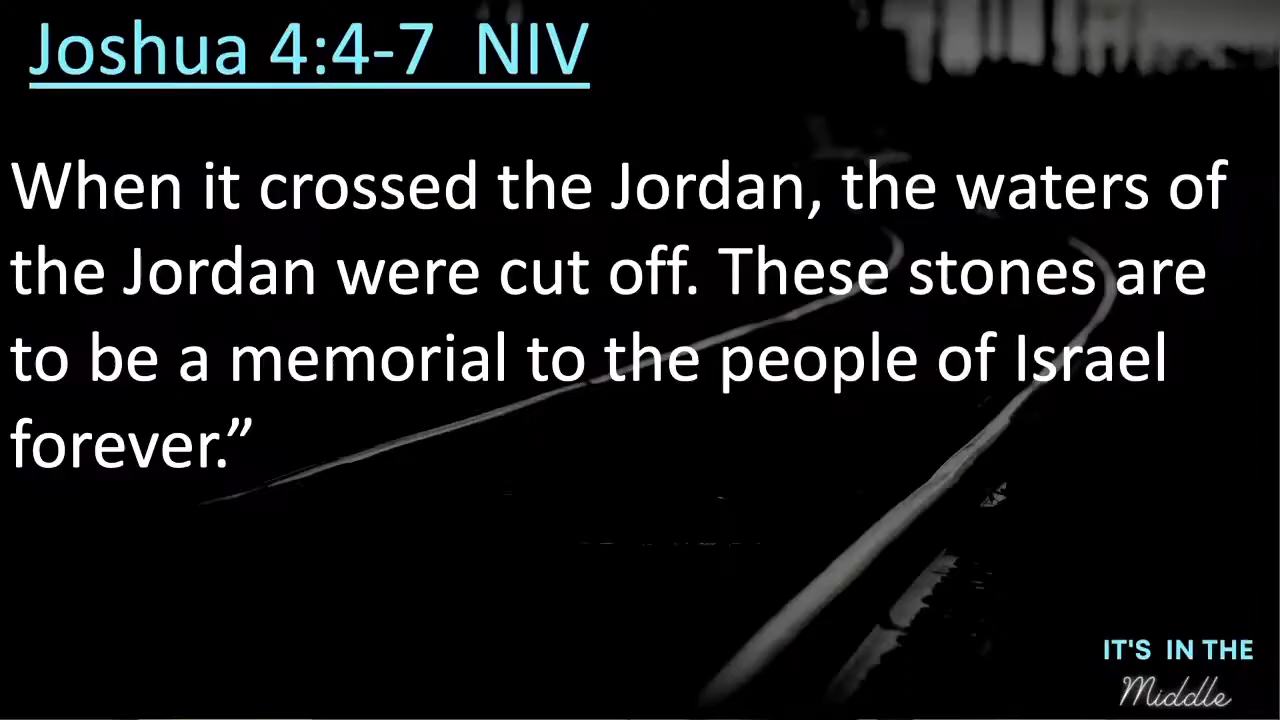 Joshua 4:4-7  NIV
When it crossed the Jordan, the waters of
the Jordan were cut off. These stones are
to be a memorial to the people of Israel
forever.”
IT'S IN THE
Middle